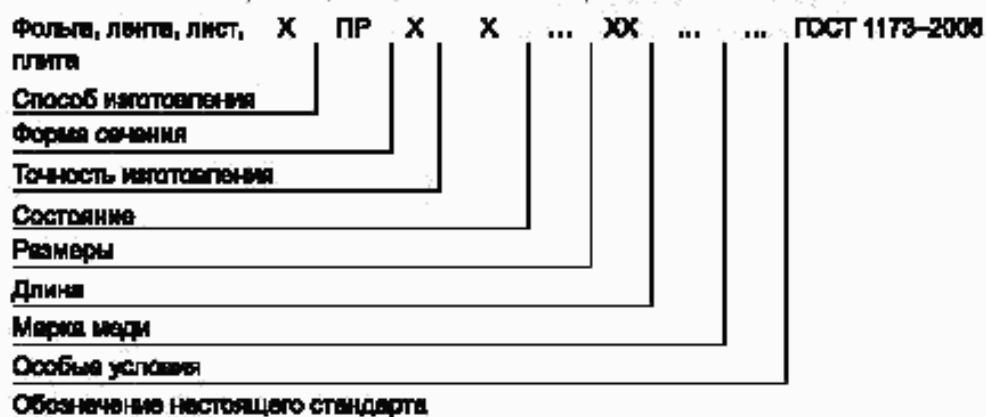 Фольга, лента, лист, Х ПР Х Х ... ХХ ... ... ГОСТ 1173–2006
плита
Способ изготовления
Форма сечения
Точность изготовления
Состояние
Размеры
Длина
Марка меди
Особые условия
Обозначение настоящего стандарта